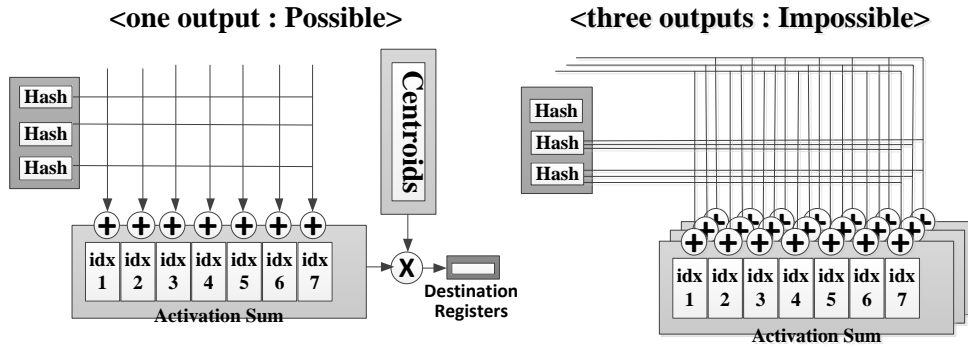 <one output : Possible>
Hash
Hash
Hash
Centroids
+ + + + + + +
idx 1
idx 2
idx 3
idx 4
idx 5
idx 6
idx 7
Activation Sum
X
Destination
Registers
<three outputs : Impossible>
Hash
Hash
Hash
+ + + + + + +
idx 1
idx 2
idx 3
idx 4
idx 5
idx 6
idx 7
Activation Sum